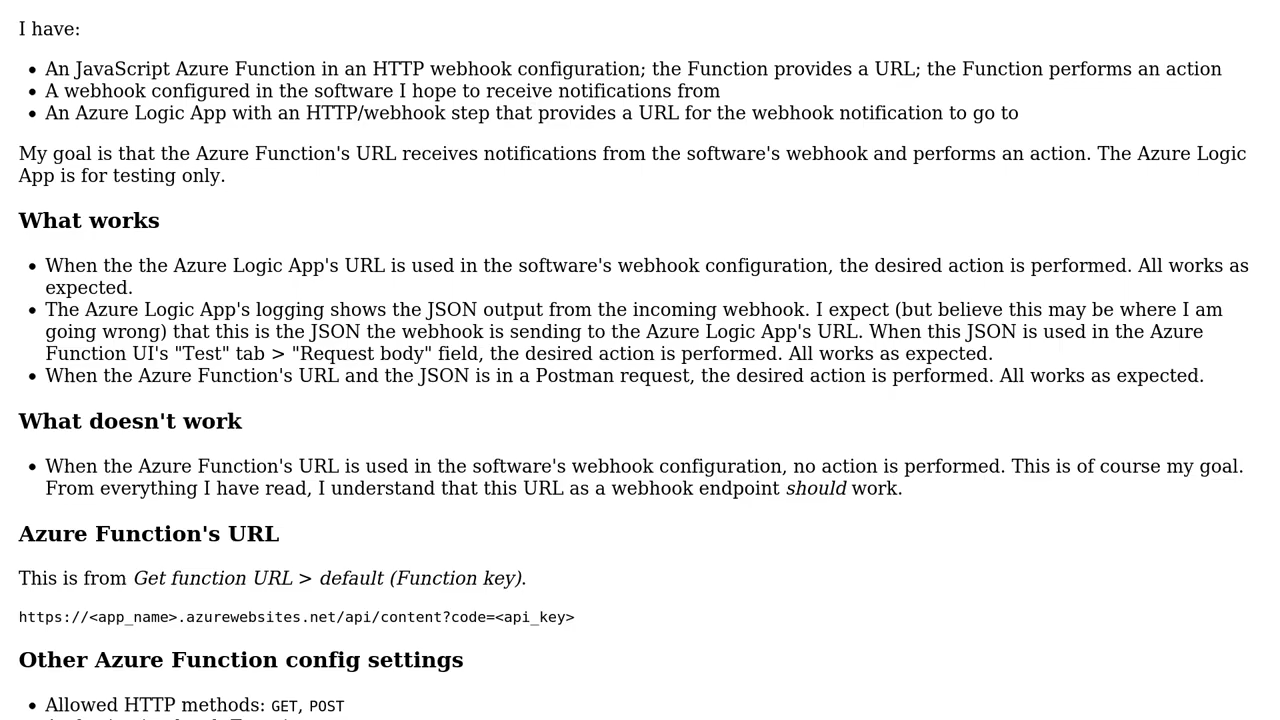 I have:
An JavaScript Azure Function in an HTTP webhook configuration; the Function provides a URL; the Function performs an action
A webhook configured in the software I hope to receive notifications from
An Azure Logic App with an HTTP/webhook step that provides a URL for the webhook notification to go to
My goal is that the Azure Function's URL receives notifications from the software's webhook and performs an action. The Azure Logic
App is for testing only.
What works
When the the Azure Logic App's URL is used in the software's webhook configuration, the desired action is performed. All works as
expected.
The Azure Logic App's logging shows the JSON output from the incoming webhook. I expect (but believe this may be where I am
going wrong) that this is the JSON the webhook is sending to the Azure Logic App's URL. When this JSON is used in the Azure
Function UI's "Test" tab > "Request body" field, the desired action is performed. All works as expected.
When the Azure Function's URL and the JSON is in a Postman request, the desired action is performed. All works as expected.
What doesn't work
When the Azure Function's URL is used in the software's webhook configuration, no action is performed. This is of course my goal.
From everything I have read, I understand that this URL as a webhook endpoint should work.
Azure Function's URL
This is from Get function URL > default (Function key).
https://<app_name>.azurewebsites.net/api/content?code=<api_key>
Other Azure Function config settings
Allowed HTTP methods: GET, POST